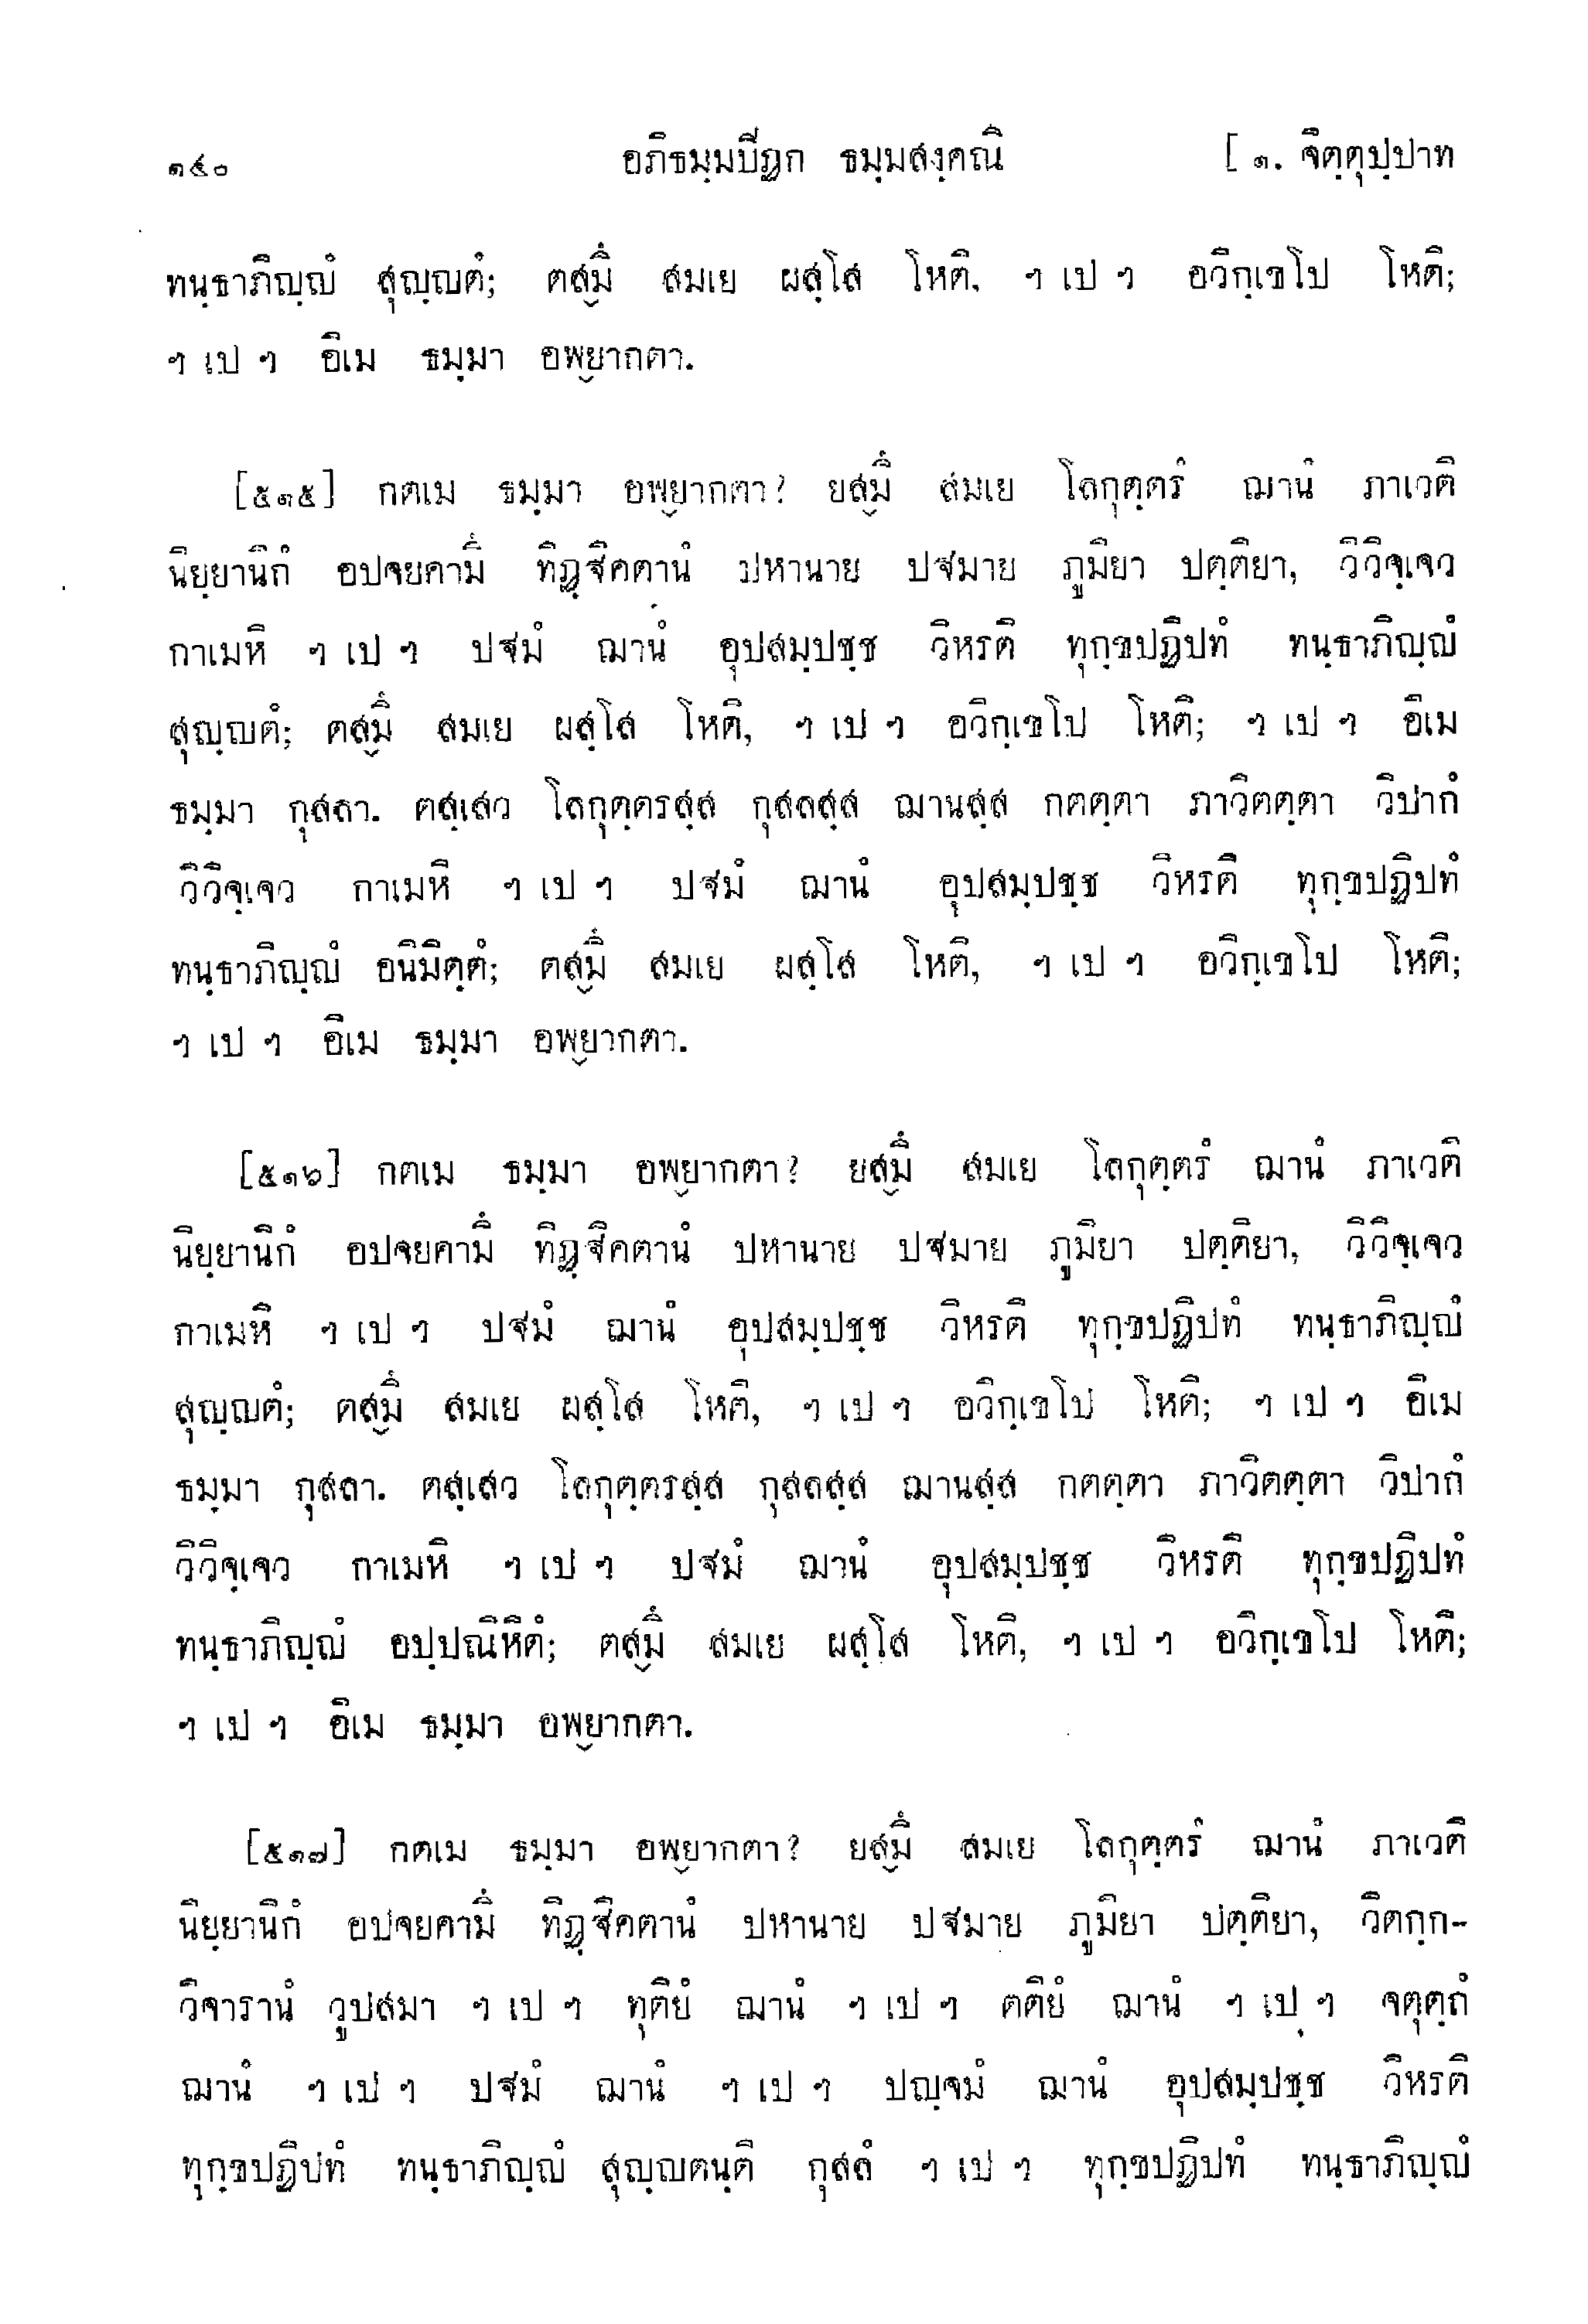 ๑๔๐ อภิธมฺมปิฏก ธมฺมสงฺคณิ [ ๑. จิตฺตุปฺปาท
ทนฺธาภิญฺญํ สุญฺญตํ; ตสฺมึ สมเย ผสฺโส โหติ, ฯ เป ฯ อวิกฺเขโป โหติ;
ฯ เป ฯ อิเม ธมฺมา อพฺยากตา.
[๕๑๕] กตเม ธมฺมา อพฺยากตา? ยสฺมึ สมเย โลกุตฺตรํ ฌานํ ภาเวติ
นิยฺยานิกํ อปจยคามึ ทิฏฺฐิคตานํ ปหานาย ปฐมาย ภูมิยา ปตฺติยา, วิวิจฺเจว
กาเมหิ ฯ เป ฯ ปฐมํ ฌานํ อุปสมฺปชฺช วิหรติ ทุกฺขปฏิปทํ ทนฺธาภิญฺญํ
สุญฺญตํ; ตสฺมึ สมเย ผสฺโส โหติ, ฯ เป ฯ อวิกฺเขโป โหติ; ฯ เป ฯ อิเม
ธมฺมา กุสลา. ตสฺเสว โลกุตฺตรสฺส กุสลสฺส ฌานสฺส กตตฺตา ภาวิตตฺตา วิปากํ
วิวิจฺเจว กาเมหิ ฯ เป ฯ ปฐมํ ฌานํ อุปสมฺปชฺช วิหรติ ทุกฺขปฏิปทํ
ทนฺธาภิญฺญํ อนิมิตฺตํ; ตสฺมึ สมเย ผสฺโส โหติ, ฯ เป ฯ อวิกฺเขโป โหติ;
ฯ เป ฯ อิเม ธมฺมา อพฺยากตา.
[๕๑๖] กตเม ธมฺมา อพฺยากตา? ยสฺมึ สมเย โลกุตฺตรํ ฌานํ ภาเวติ
นิยฺยานิกํ อปจยคามึ ทิฏฺฐิคตานํ ปหานาย ปฐมาย ภูมิยา ปตฺติยา, วิวิจฺเจว
กาเมหิ ฯ เป ฯ ปฐมํ ฌานํ อุปสมฺปชฺช วิหรติ ทุกฺขปฏิปทํ ทนฺธาภิญฺญํ
สุญฺญตํ; ตสฺมึ สมเย ผสฺโส โหติ, ฯ เป ฯ อวิกฺเขโป โหติ; ฯ เป ฯ อิเม
ธมฺมา กุสลา. ตสฺเสว โลกุตฺตรสฺส กุสลสฺส ฌานสฺส กตตฺตา ภาวิตตฺตา วิปากํ
วิวิจฺเจว กาเมหิ ฯ เป ฯ ปฐมํ ฌานํ อุปสมฺปชฺช วิหรติ ทุกฺขปฏิปทํ
ทนฺธาภิญฺญํ อปฺปณิหิตํ; ตสฺมึ สมเย ผสฺโส โหติ, ฯ เป ฯ อวิกฺเขโป โหติ;
ฯ เป ฯ อิเม ธมฺมา อพฺยากตา.
[๕๑๗] กตเม ธมฺมา อพฺยากตา? ยสฺมึ สมเย โลกุตฺตรํ ฌานํ ภาเวติ
นิยฺยานิกํ อปจยคามึ ทิฏฺฐิคตานํ ปหานาย ปฐมาย ภูมิยา ปตฺติยา, วิตกฺก-
วิจารานํ วูปสมา ฯ เป ฯ ทุติยํ ฌานํ ฯ เป ฯ ตติยํ ฌานํ ฯ เป ฯ จตุตฺถํ
ฌานํ ฯ เป ฯ ปฐมํ ฌานํ ฯ เป ฯ ปญฺจมํ ฌานํ อุปสมฺปชฺช วิหรติ
ทุกฺขปฏิปทํ ทนฺธาภิญฺญํ สุญฺญตนฺติ กุสลํ ฯ เป ฯ ทุกฺขปฏิปทํ ทนฺธาภิญฺญํ